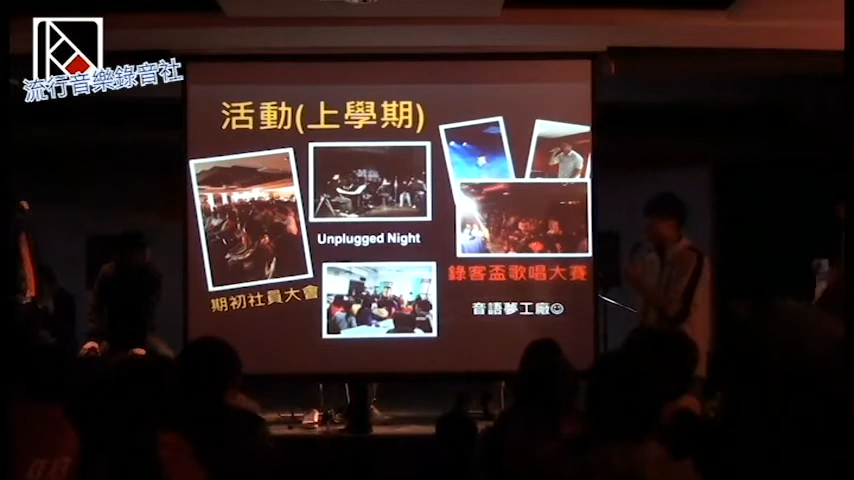 流行音樂錄音社
活動(上學期)
Unplugged Night
期初社員大會
錄客盃歌唱大賽
音語夢工廠☺